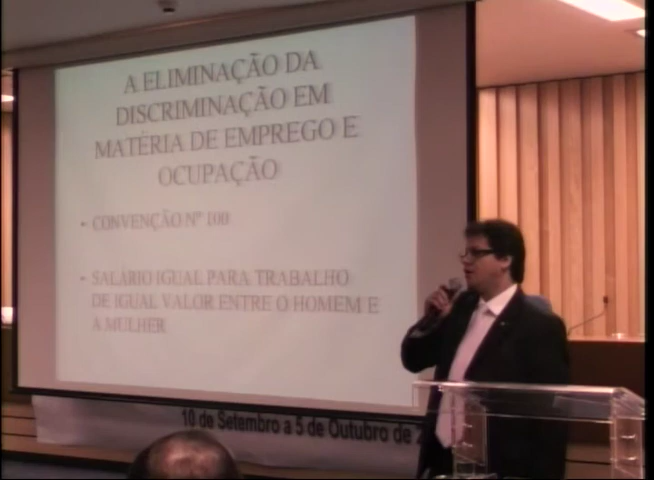 A ELIMINAÇÃO DA
DISCRIMINAÇÃO EM
MATÉRIA DE EMPREGO E
OCUPAÇÃO
- CONVENÇÃO Nº 100
- SALÁRIO IGUAL PARA TRABALHO
DE IGUAL VALOR ENTRE O HOMEM E
A MULHER
10 de Setembro a 5 de Outubro de